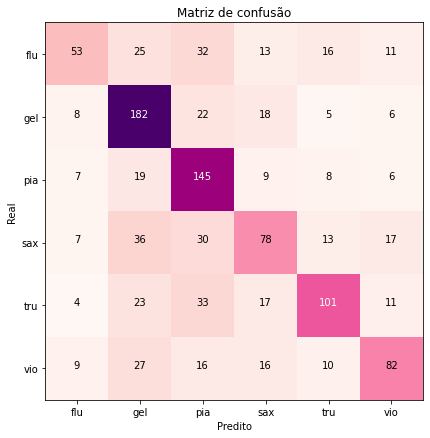 Matriz de confusão
flu 53 25 32 13 16 11
gel 8 182 22 18 5 6
pia 7 19 145 9 8 6
sax 7 36 30 78 13 17
tru 4 23 33 17 101 11
vio 9 27 16 16 10 82
flu gel pia sax tru vio
Real
Predito